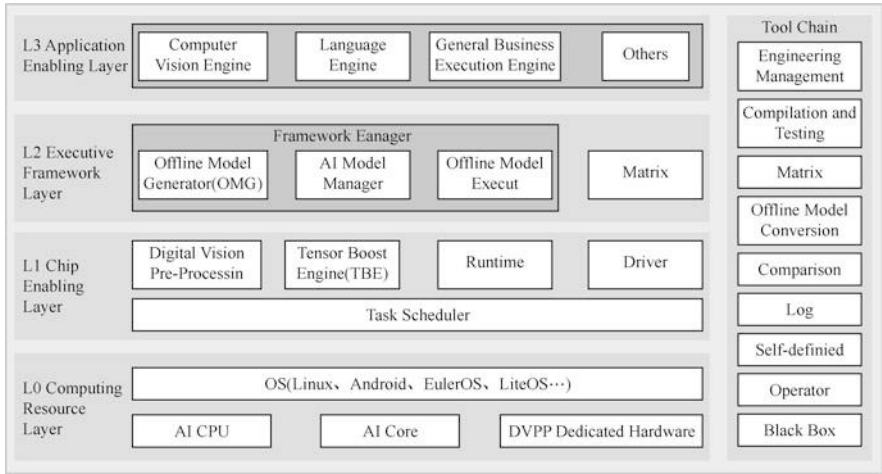 L3 Application
Enabling Layer
Computer
Vision Engine
Language
Engine
General Business
Execution Engine
Others
L2 Executive
Framework
Layer
Framework Eanager
Offline Model
Generator(OMG)
AI Model
Manager
Offline Model
Execut
Matrix
L1 Chip
Enabling
Layer
Digital Vision
Pre-Processin
Tensor Boost
Engine(TBE)
Runtime
Driver
Task Scheduler
L0 Computing
Resource
Layer
OS(Linux、Android、EulerOS、LiteOS…)
AI CPU
AI Core
DVPP Dedicated Hardware
Tool Chain
Engineering
Management
Compilation and
Testing
Matrix
Offline Model
Conversion
Comparison
Log
Self-definied
Operator
Black Box